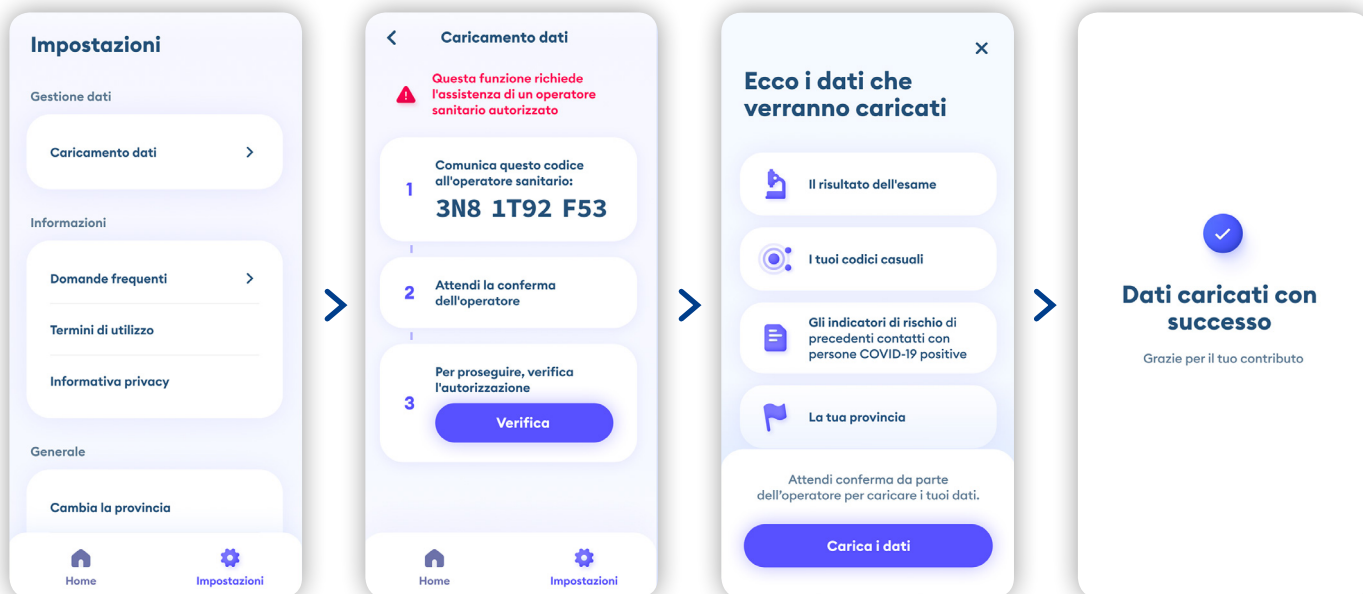 Impostazioni
Gestione dati
Caricamento dati
Informazioni
Domande frequenti
Termini di utilizzo
Informativa privacy
Generale
Cambia la provincia
Home
Impostazioni
Caricamento dati
Questa funzione richiede
l'assistenza di un operatore
sanitario autorizzato
1
Comunica questo codice
all'operatore sanitario:
3N8 1T92 F53
2
Attendi la conferma
dell'operatore
3
Per proseguire, verifica
l'autorizzazione
Verifica
Home
Impostazioni
Ecco i dati che
verranno caricati
Il risultato dell'esame
I tuoi codici casuali
Gli indicatori di rischio di
precedenti contatti con
persone COVID-19 positive
La tua provincia
Attendi conferma da parte
dell'operatore per caricare i tuoi dati.
Carica i dati
Dati caricati con
successo
Grazie per il tuo contributo